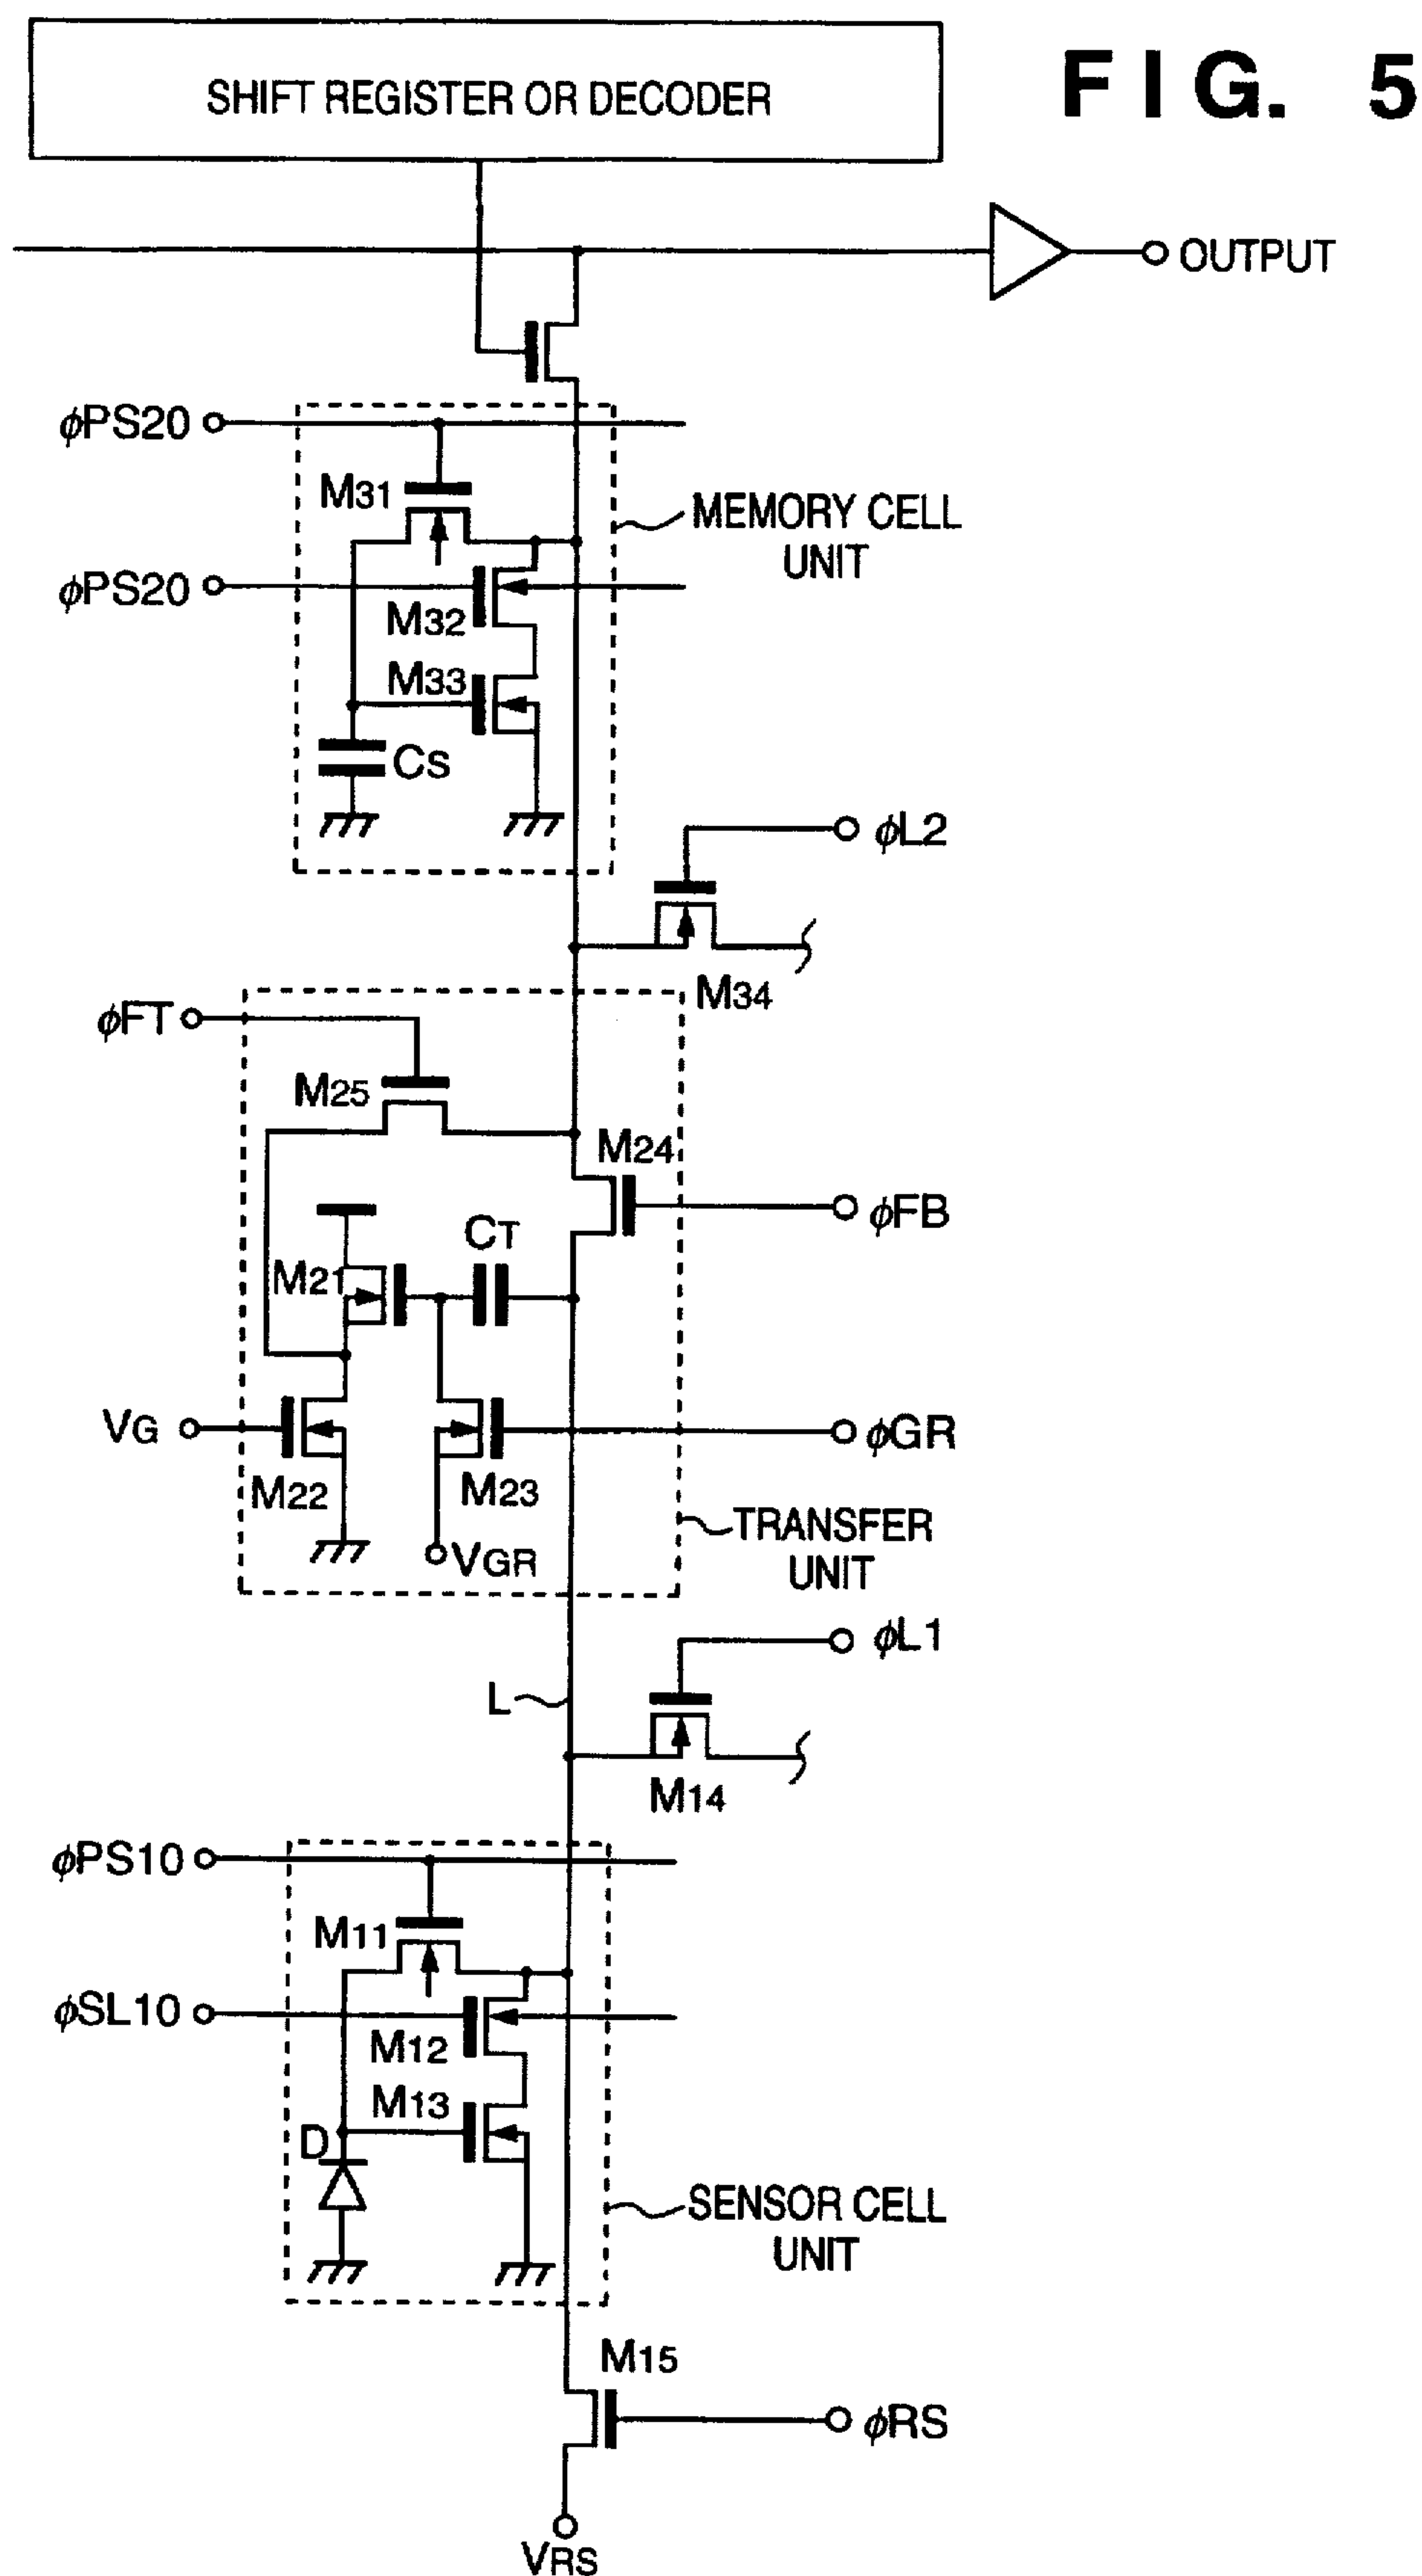 FIG. 5
SHIFT REGISTER OR DECODER
OUTPUT
ϕPS20
M31
MEMORY CELL
UNIT
ϕPS20
M32
M33
CS
ϕL2
M34
ϕFT
M25
M24
ϕFB
CT
M21
VG
ϕGR
M22
M23
VGR
TRANSFER
UNIT
ϕL1
L
M14
ϕPS10
M11
ϕSL10
M12
M13
D
SENSOR CELL
UNIT
M15
ϕRS
VRS